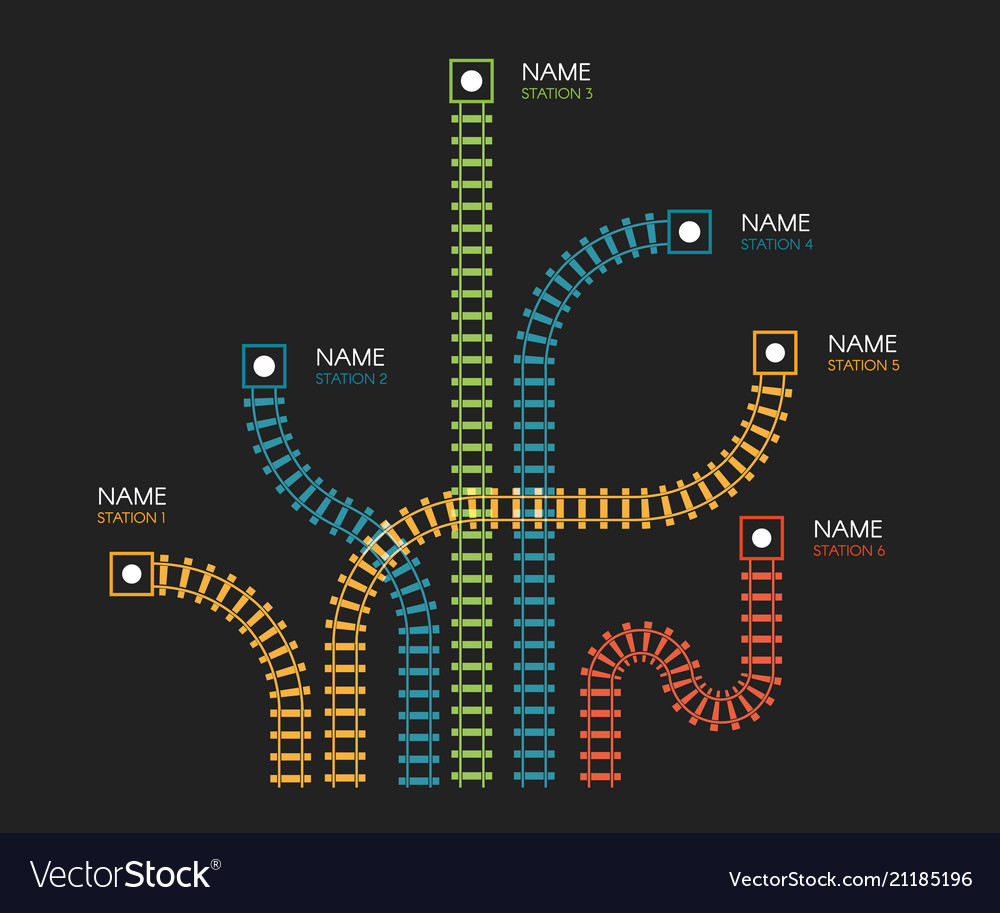 NAME
STATION 3
NAME
STATION 4
NAME
STATION 5
NAME
STATION 2
NAME
STATION 1
NAME
STATION 6
VectorStock®
VectorStock.com/21185196